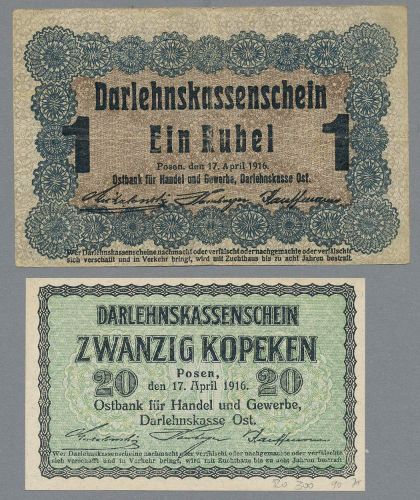 Darlehnskassenschein
1 Ein Rubel 1
Posen, den 17. April 1916.
Ostbank für Handel und Gewerbe, Darlehnskasse Ost.
Wer Darlehnskassenscheine nachmacht oder verfälscht oder nachgemachte oder verfälschte
sich verschafft und in Verkehr bringt, wird mit Zuchthaus bis zu acht Jahren bestraft.
DARLEHNSKASSENSCHEIN
ZWANZIG KOPEKEN
20 Posen, 20
den 17. April 1916.
Ostbank für Handel und Gewerbe,
Darlehnskasse Ost.
Wer Darlehnskassenscheine nachmacht oder verfälscht oder nachgemachte oder verfälschte
sich verschafft und in Verkehr bringt, wird mit Zuchthaus bis zu acht Jahren bestraft.
300 90